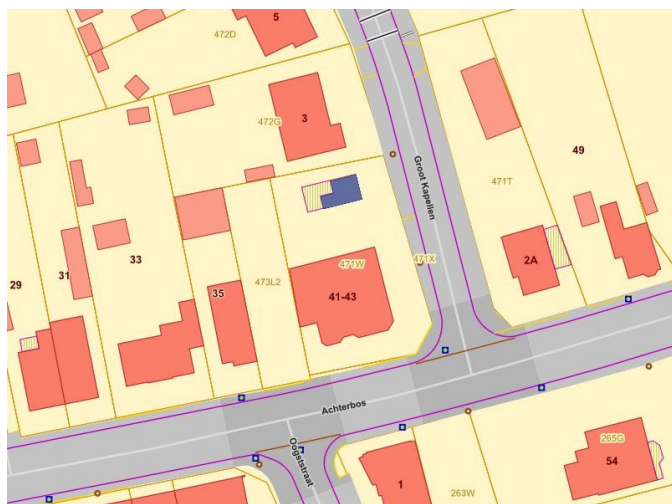 5
472D
3
472G
49
471T
Groot Kapellen
33
31
29
35
473L2
471W
471X
2A
41-43
Achterbos
Oogststraat
1
263W
265G
54